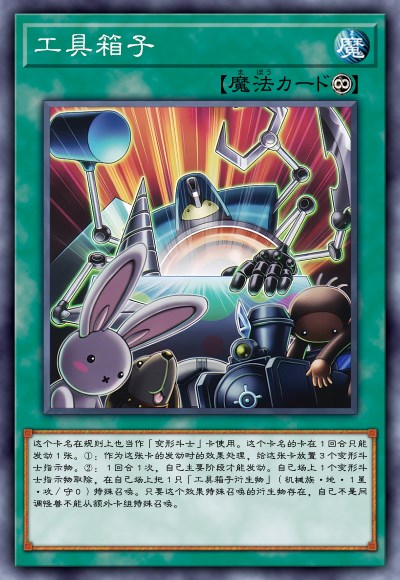 工具箱子
魔
【魔法カード】
まほう
这个卡名在规则上也当作「变形斗士」卡使用。这个卡名的卡在1回合只能
发动1张。①：作为这张卡的发动时的效果处理，给这张卡放置3个变形斗
士指示物。②：1回合1次，自己主要阶段才能发动。自己场上1个变形斗
士指示物取除，在自己场上把1只「工具箱子衍生物」（机械族·地·1星
·攻／守0）特殊召唤。只要这个效果特殊召唤的衍生物存在，自己不是同
调怪兽不能从额外卡组特殊召唤。